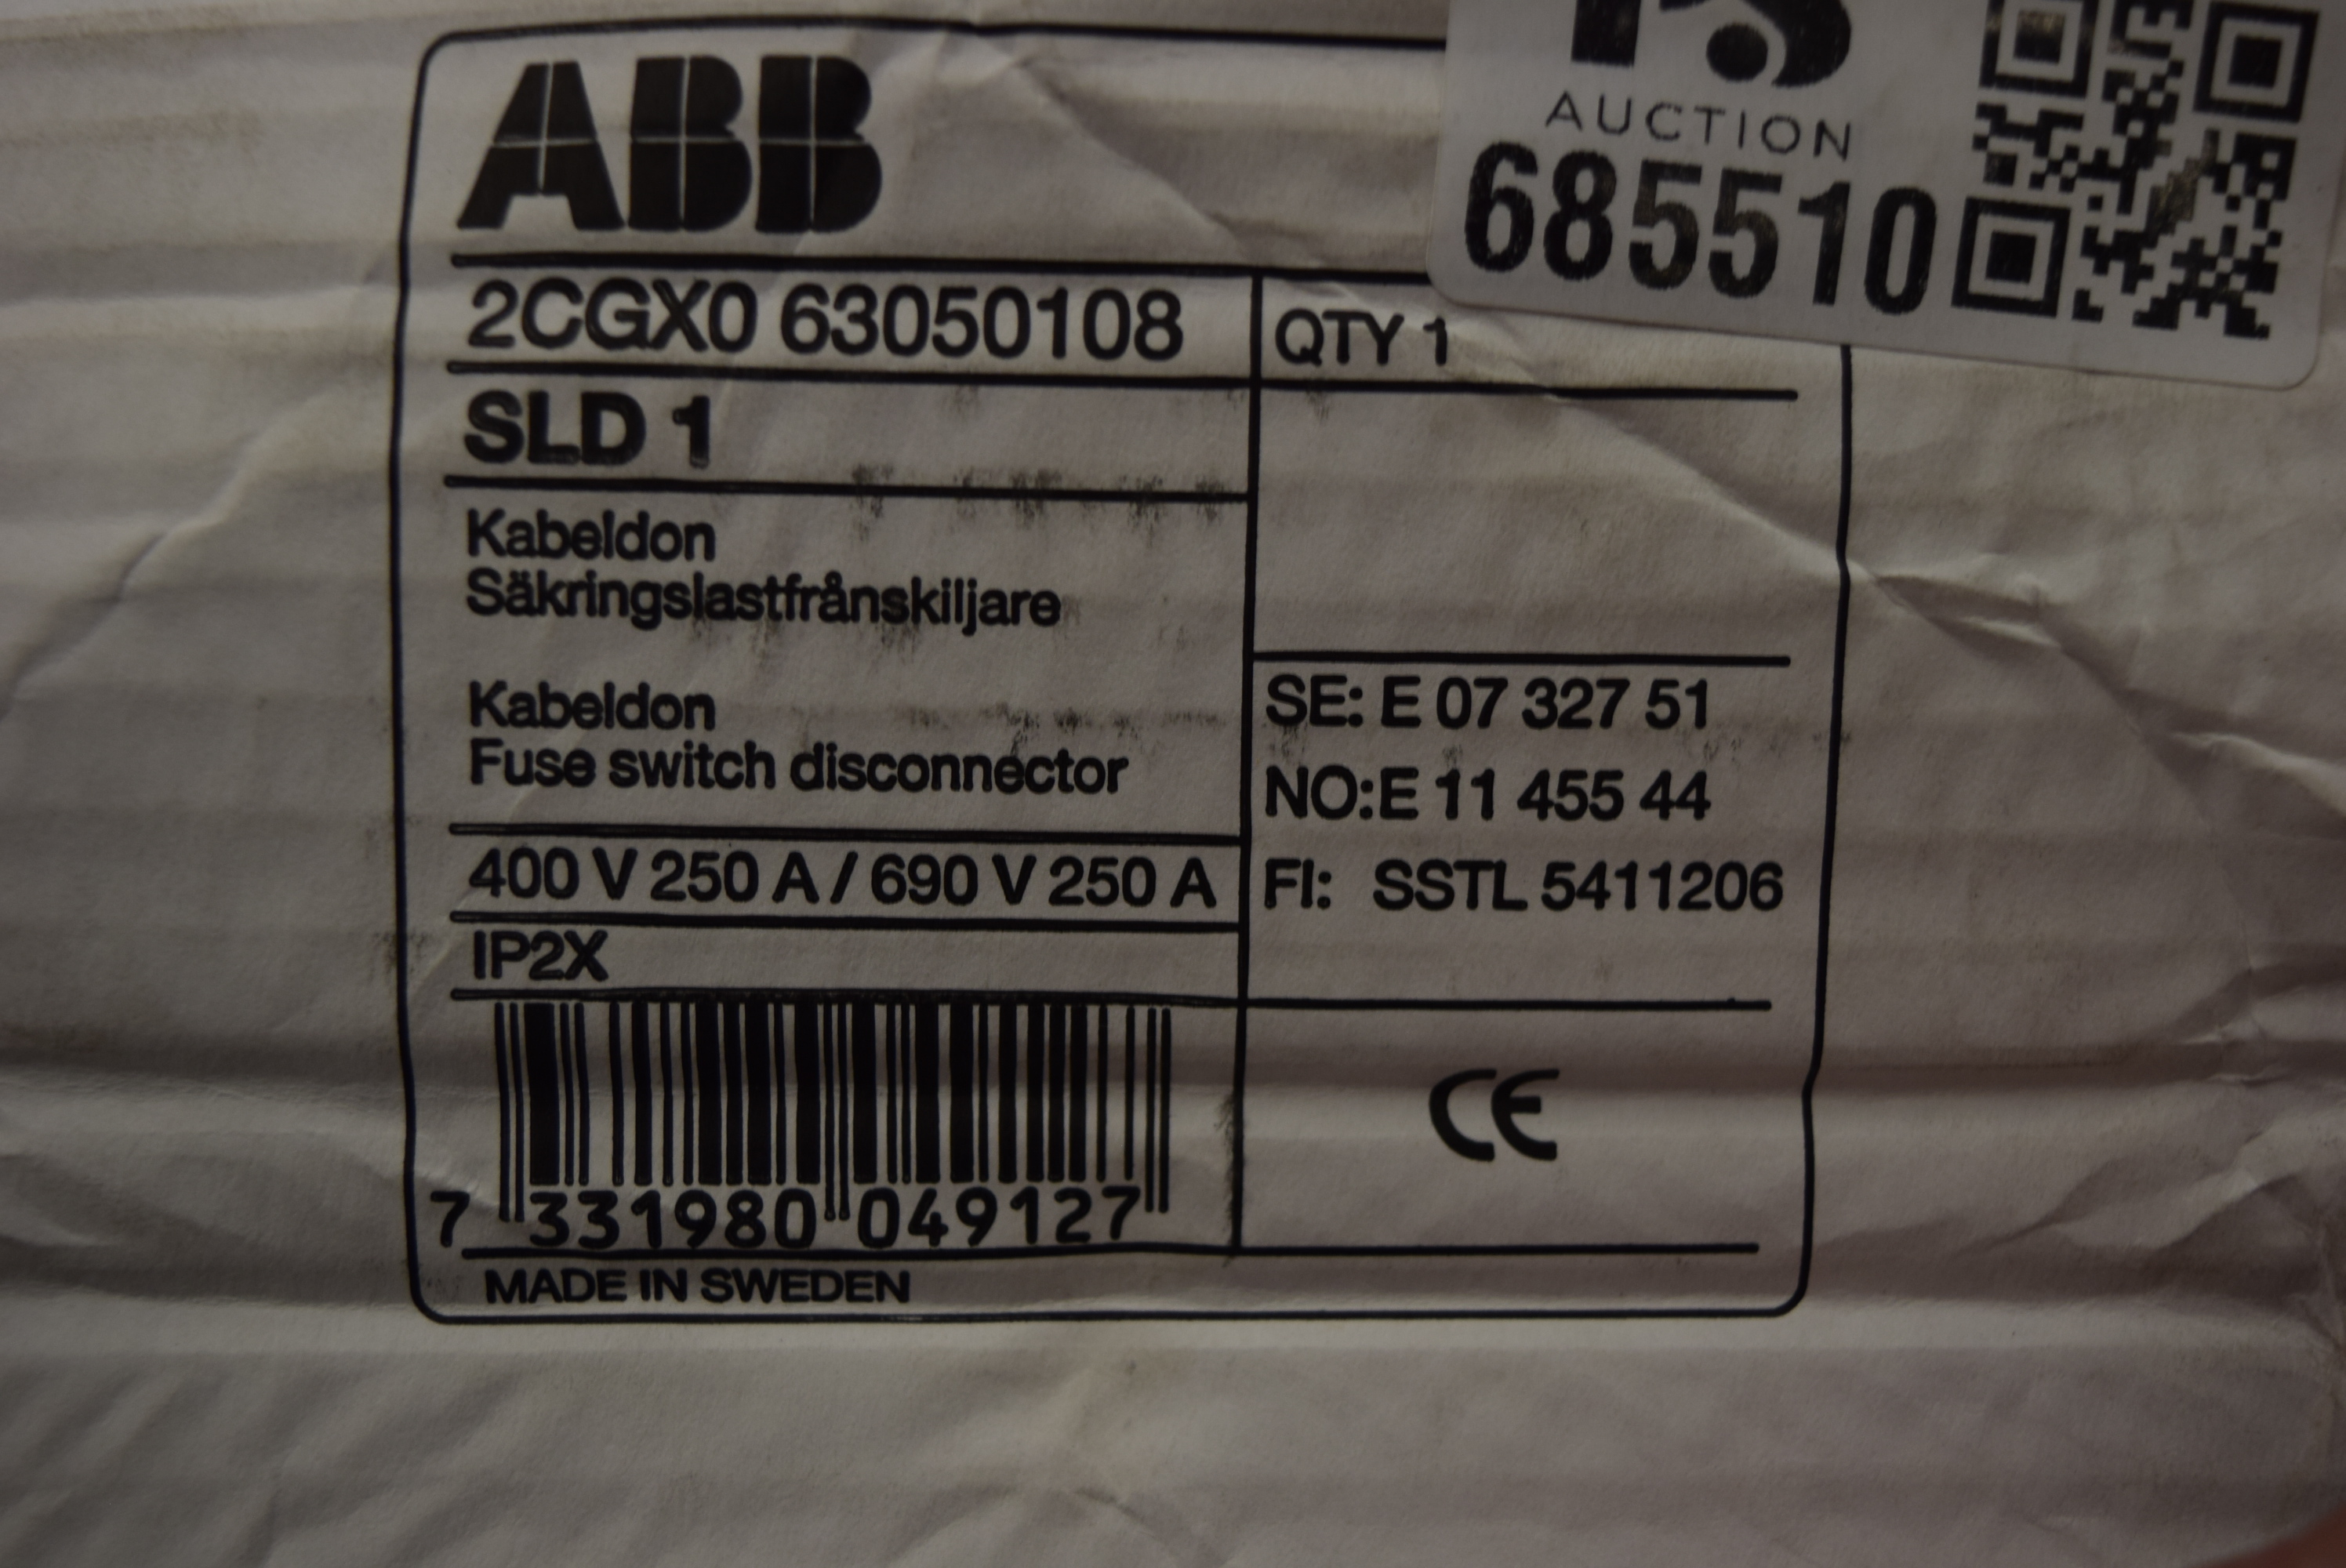 ABB
AUCTION
685510
2CGX0 63050108
QTY 1
SLD 1
Kabeldon
Säkringslastfrånskiljare
Kabeldon
Fuse switch disconnector
SE: E 07 327 51
NO:E 11 455 44
FI: SSTL 5411206
400 V 250 A / 690 V 250 A
IP2X
CE
7 331980 049127
MADE IN SWEDEN